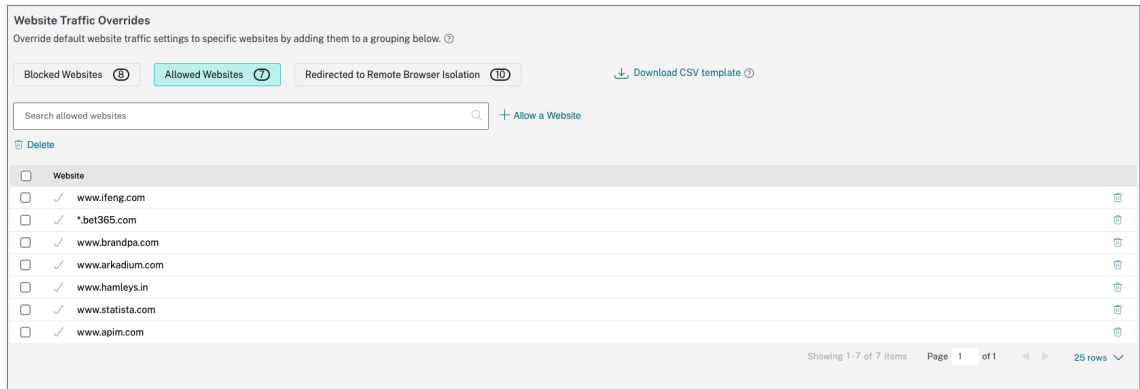 Website Traffic Overrides
Override default website traffic settings to specific websites by adding them to a grouping below.
Blocked Websites 8 Allowed Websites 7 Redirected to Remote Browser Isolation 10 Download CSV template
Search allowed websites + Allow a Website
Delete
Website
www.ifeng.com
*.bet365.com
www.brandpa.com
www.arkadium.com
www.hamleys.in
www.statista.com
www.apim.com
Showing 1-7 of 7 items Page 1 of 1 25 rows